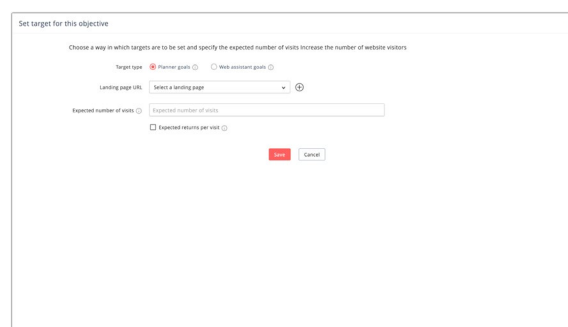 Set target for this objective
Choose a way in which targets are to be set and specify the expected number of visits Increase the number of website visitors
Target type Planner goals Web assistant goals
Landing page URL Select a landing page
Expected number of visits Expected number of visits
Expected returns per visit
Save Cancel